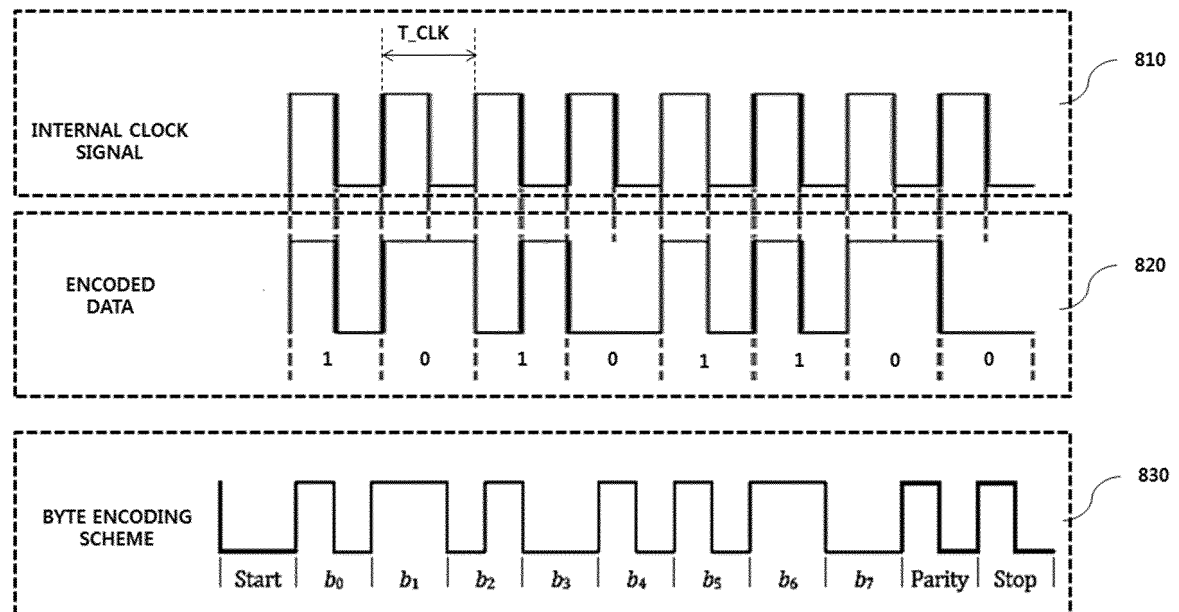 T_CLK
810
INTERNAL CLOCK
SIGNAL
820
ENCODED
DATA
1 0 1 0 1 1 0 0
830
BYTE ENCODING
SCHEME
Start b₀ b₁ b₂ b₃ b₄ b₅ b₆ b₇ Parity Stop